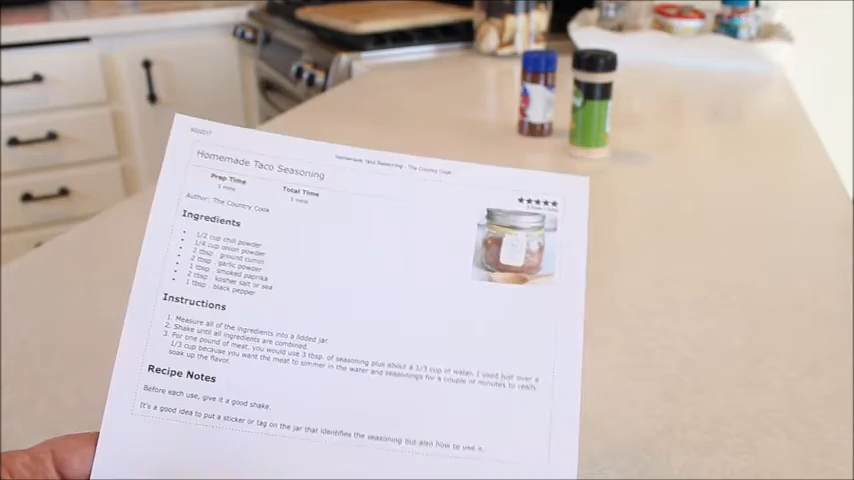 6/2/2017
Homemade Taco Seasoning - The Country Cook
Homemade Taco Seasoning
Prep Time
5 mins
Total Time
5 mins
Author: The Country Cook
Ingredients
1/2 cup chili powder
1/4 cup onion powder
2 tbsp . ground cumin
2 tbsp . garlic powder
1 tbsp . smoked paprika
2 tbsp . kosher salt or sea
1 tbsp . black pepper
Instructions
1. Measure all of the ingredients into a lidded jar.
2. Shake until all ingredients are combined.
3. For one pound of meat, you would use 3 tbsp. of seasoning plus about a 1/3 cup of water. I used just over a
1/3 cup because you want the meat to simmer in the water and seasonings for a couple of minutes to really
soak up the flavor.
Recipe Notes
Before each use, give it a good shake.
It's a good idea to put a sticker or tag on the jar that identifies the seasoning but also how to use it.